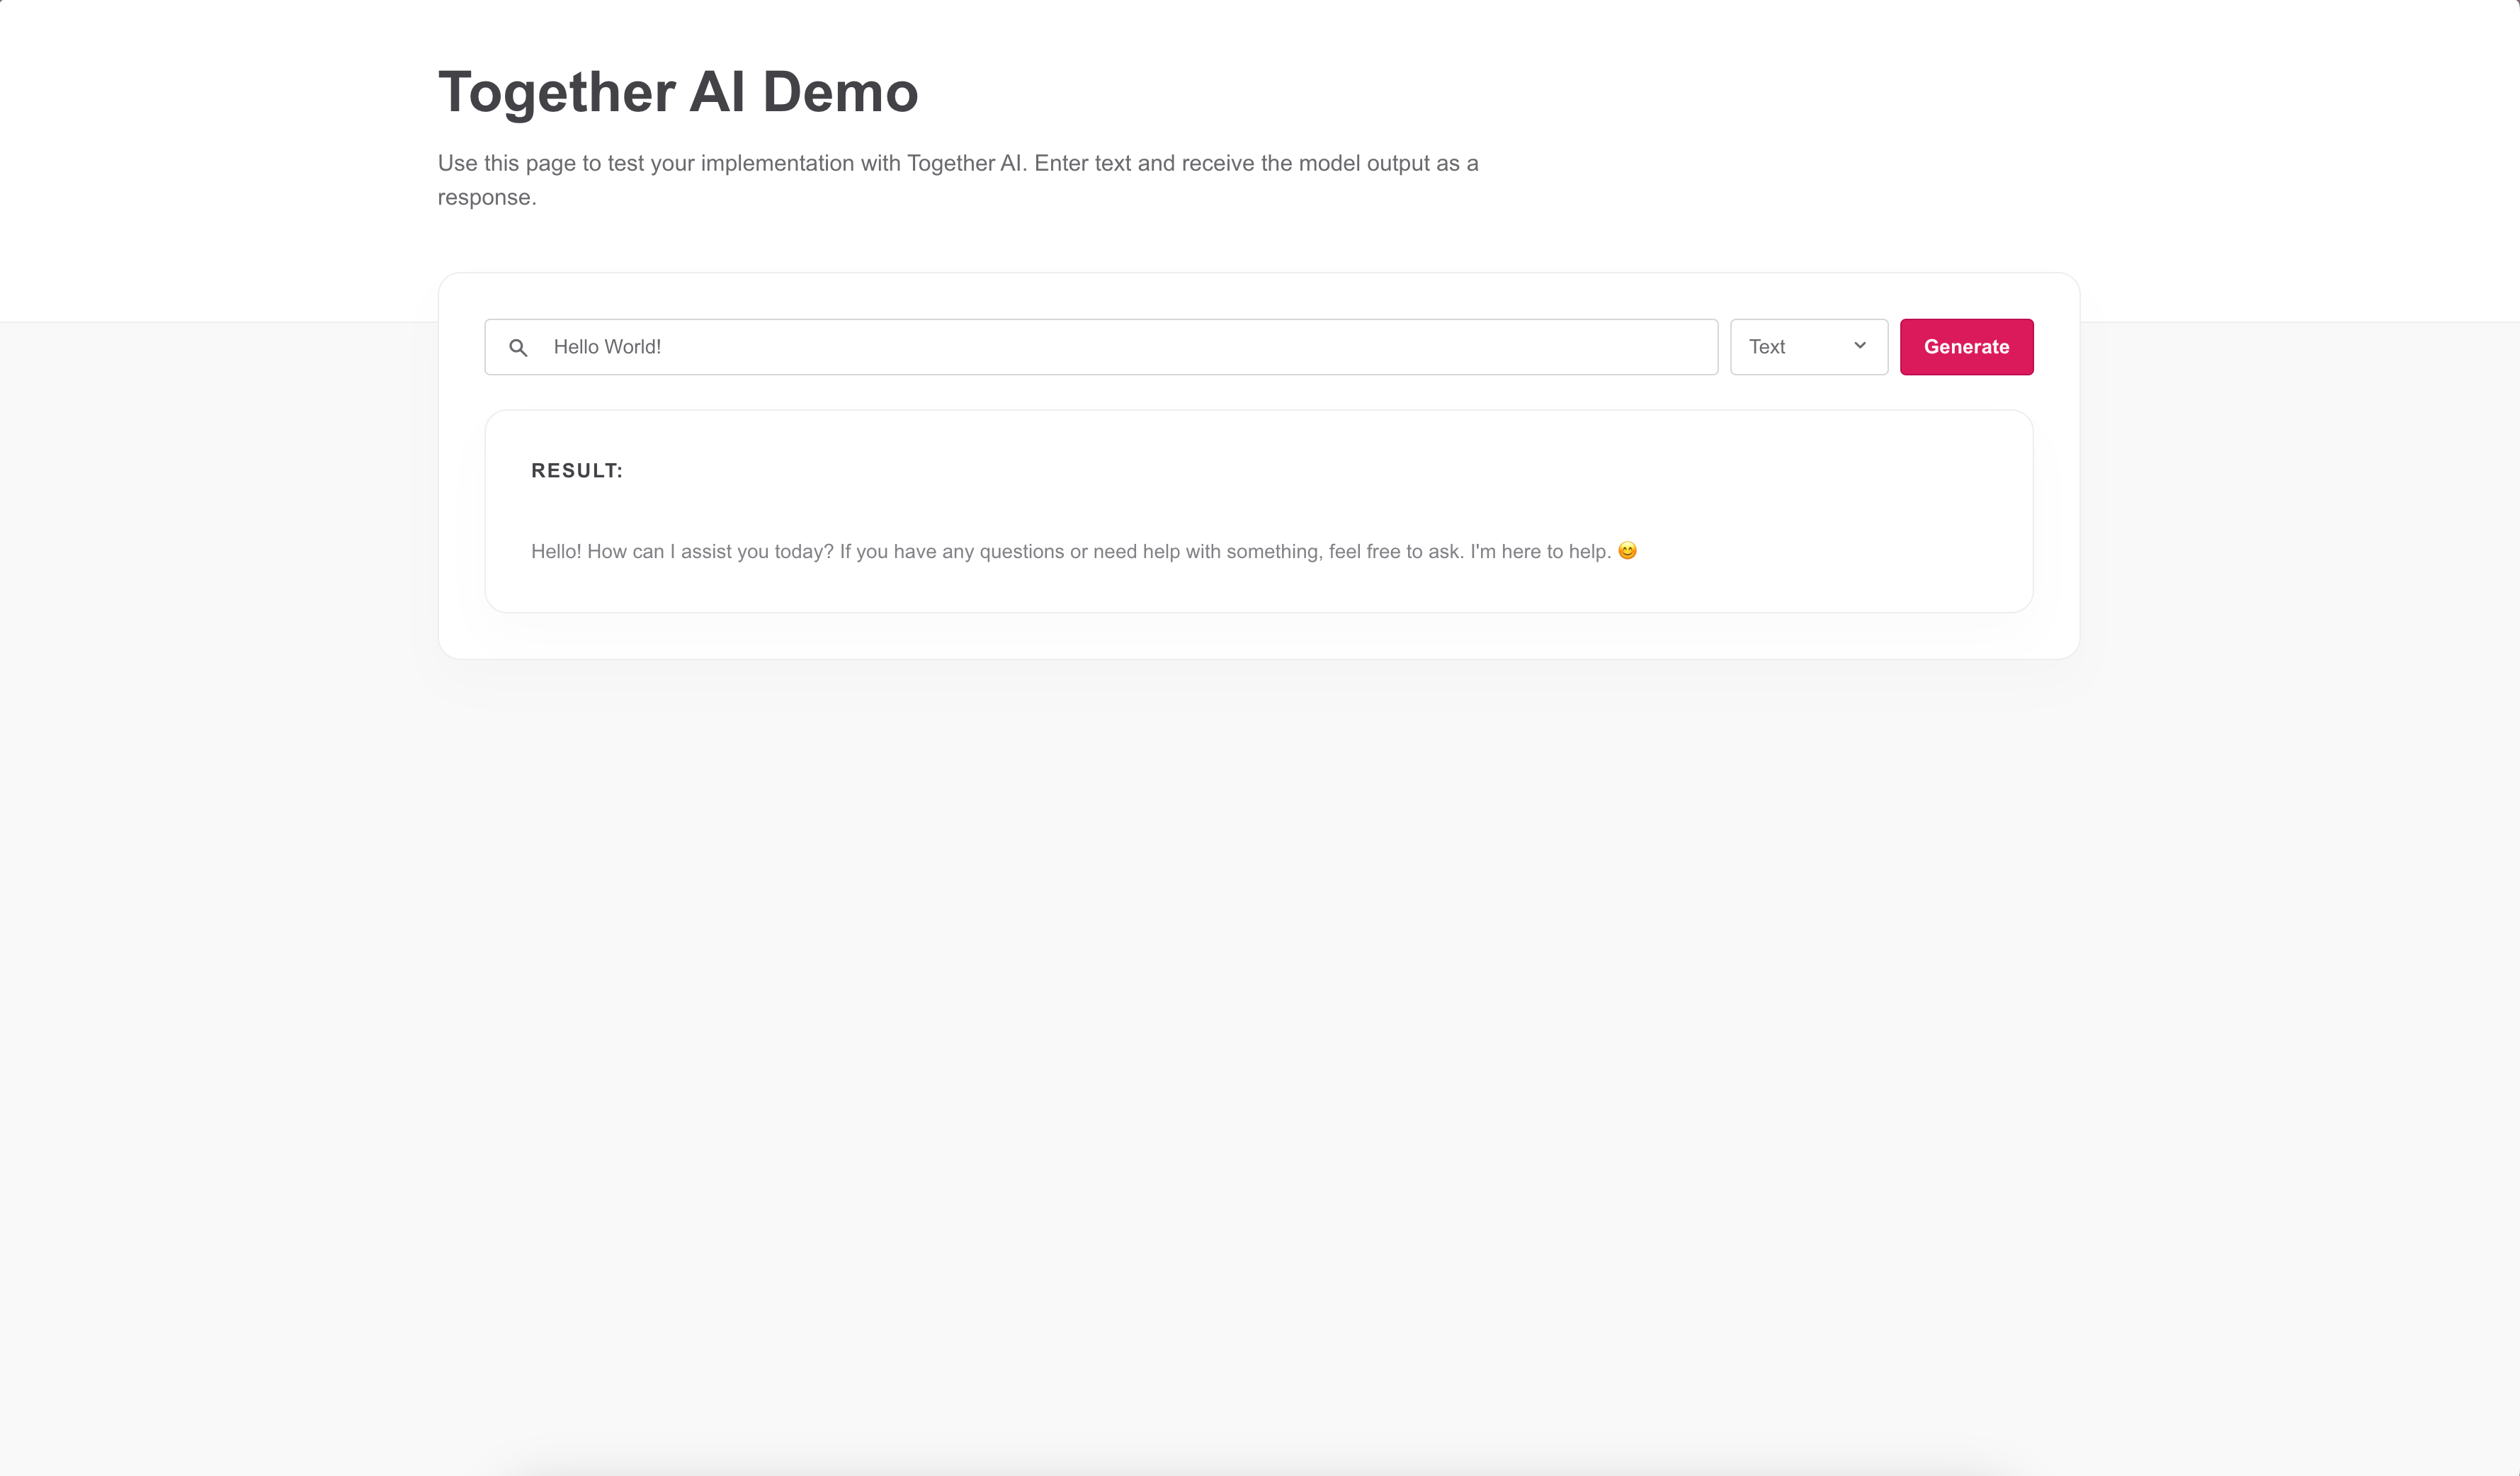 Together AI Demo
Use this page to test your implementation with Together AI. Enter text and receive the model output as a
response.
Hello World!
Text
Generate
RESULT:
Hello! How can I assist you today? If you have any questions or need help with something, feel free to ask. I'm here to help. 😊